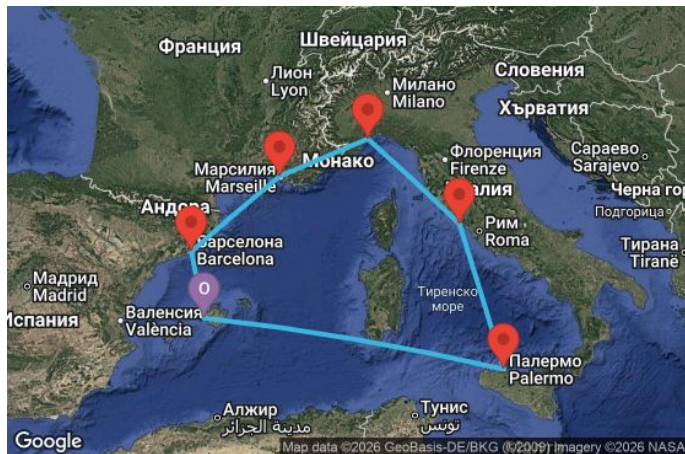 Франция
Швейцария
Словения
Лион
Lyon
Милано
Milano
Хърватия
Марсилия
Marseille
Монако
Флоренция
Firenze
Сараево
Sarajevo
Андора
Черна гор
Подгорица
Барселона
Barcelona
Рим
Roma
Тирана
Tiranë
Мадрид
Madrid
O
Испания
Валенсия
València
Тиренско
море
Палермо
Palermo
Алжир
مدينة الجزائر
Тунис
تونس
Google
Map data ©2026 GeoBasis-DE/BKG (©2009) Imagery ©2026 NASA